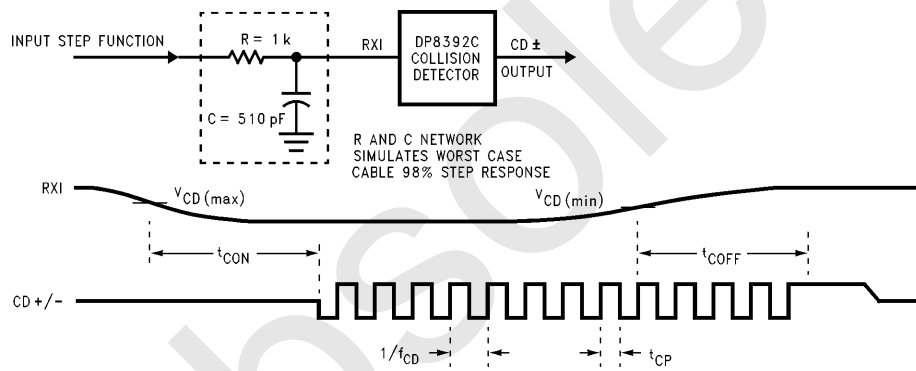 INPUT STEP FUNCTION
R = 1 k
C = 510 pF
RXI
DP8392C
COLLISION
DETECTOR
CD ±
OUTPUT
R AND C NETWORK
SIMULATES WORST CASE
CABLE 98% STEP RESPONSE
RXI
VCD(max)
VCD(min)
tCON
tCOFF
CD +/-
1/fCD
tCP